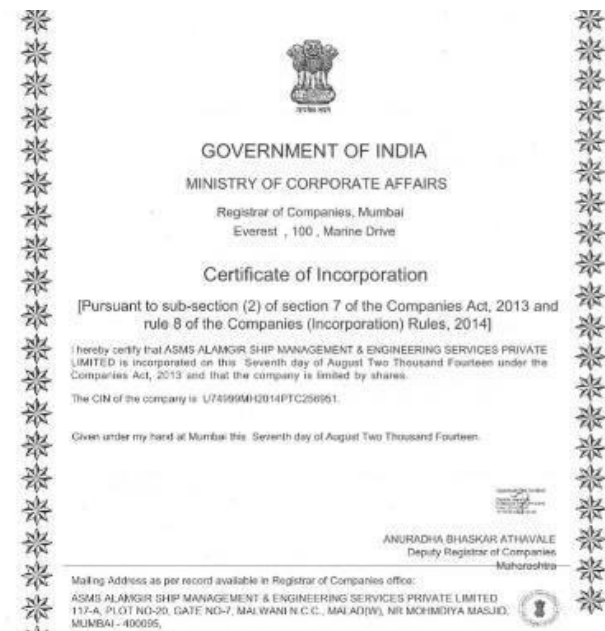 सत्यमेव जयते
GOVERNMENT OF INDIA
MINISTRY OF CORPORATE AFFAIRS
Registrar of Companies, Mumbai
Everest , 100 , Marine Drive
Certificate of Incorporation
[Pursuant to sub-section (2) of section 7 of the Companies Act, 2013 and
rule 8 of the Companies (Incorporation) Rules, 2014]
I hereby certify that ASMS ALAMGIR SHIP MANAGEMENT & ENGINEERING SERVICES PRIVATE
LIMITED is incorporated on this Seventh day of August Two Thousand Fourteen under the
Companies Act, 2013 and that the company is limited by shares.
The CIN of the company is U74999MH2014PTC256951.
Given under my hand at Mumbai this Seventh day of August Two Thousand Fourteen.
ANURADHA BHASKAR ATHAVALE
Deputy Registrar of Companies
Maharashtra
Mailing Address as per record available in Registrar of Companies office:
ASMS ALAMGIR SHIP MANAGEMENT & ENGINEERING SERVICES PRIVATE LIMITED
117-A, PLOT NO-20, GATE NO-7, MALWANI N.C.C., MALAD(W), NR MOHMDIYA MASJID,
MUMBAI - 400095,